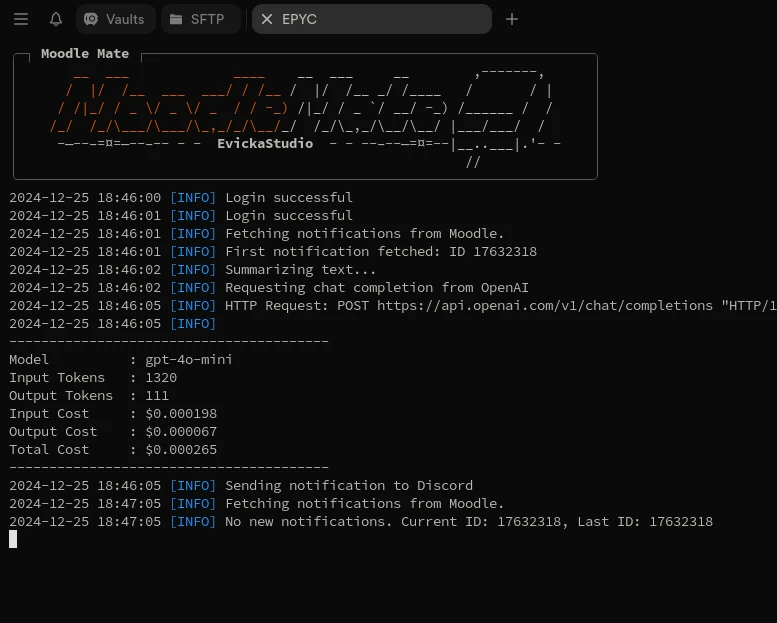 Vaults SFTP EPYC
Moodle Mate
EvickaStudio
2024-12-25 18:46:00 [INFO] Login successful
2024-12-25 18:46:01 [INFO] Login successful
2024-12-25 18:46:01 [INFO] Fetching notifications from Moodle.
2024-12-25 18:46:01 [INFO] First notification fetched: ID 17632318
2024-12-25 18:46:02 [INFO] Summarizing text...
2024-12-25 18:46:02 [INFO] Requesting chat completion from OpenAI
2024-12-25 18:46:05 [INFO] HTTP Request: POST https://api.openai.com/v1/chat/completions "HTTP/1
2024-12-25 18:46:05 [INFO]
----------------------------------------
Model : gpt-4o-mini
Input Tokens : 1320
Output Tokens : 111
Input Cost : $0.000198
Output Cost : $0.000067
Total Cost : $0.000265
----------------------------------------
2024-12-25 18:46:05 [INFO] Sending notification to Discord
2024-12-25 18:47:05 [INFO] Fetching notifications from Moodle.
2024-12-25 18:47:05 [INFO] No new notifications. Current ID: 17632318, Last ID: 17632318